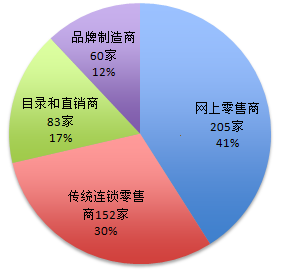 品牌制造商
60家
12%
网上零售商
205家
41%
目录和直销商
83家
17%
传统连锁零售
商152家
30%